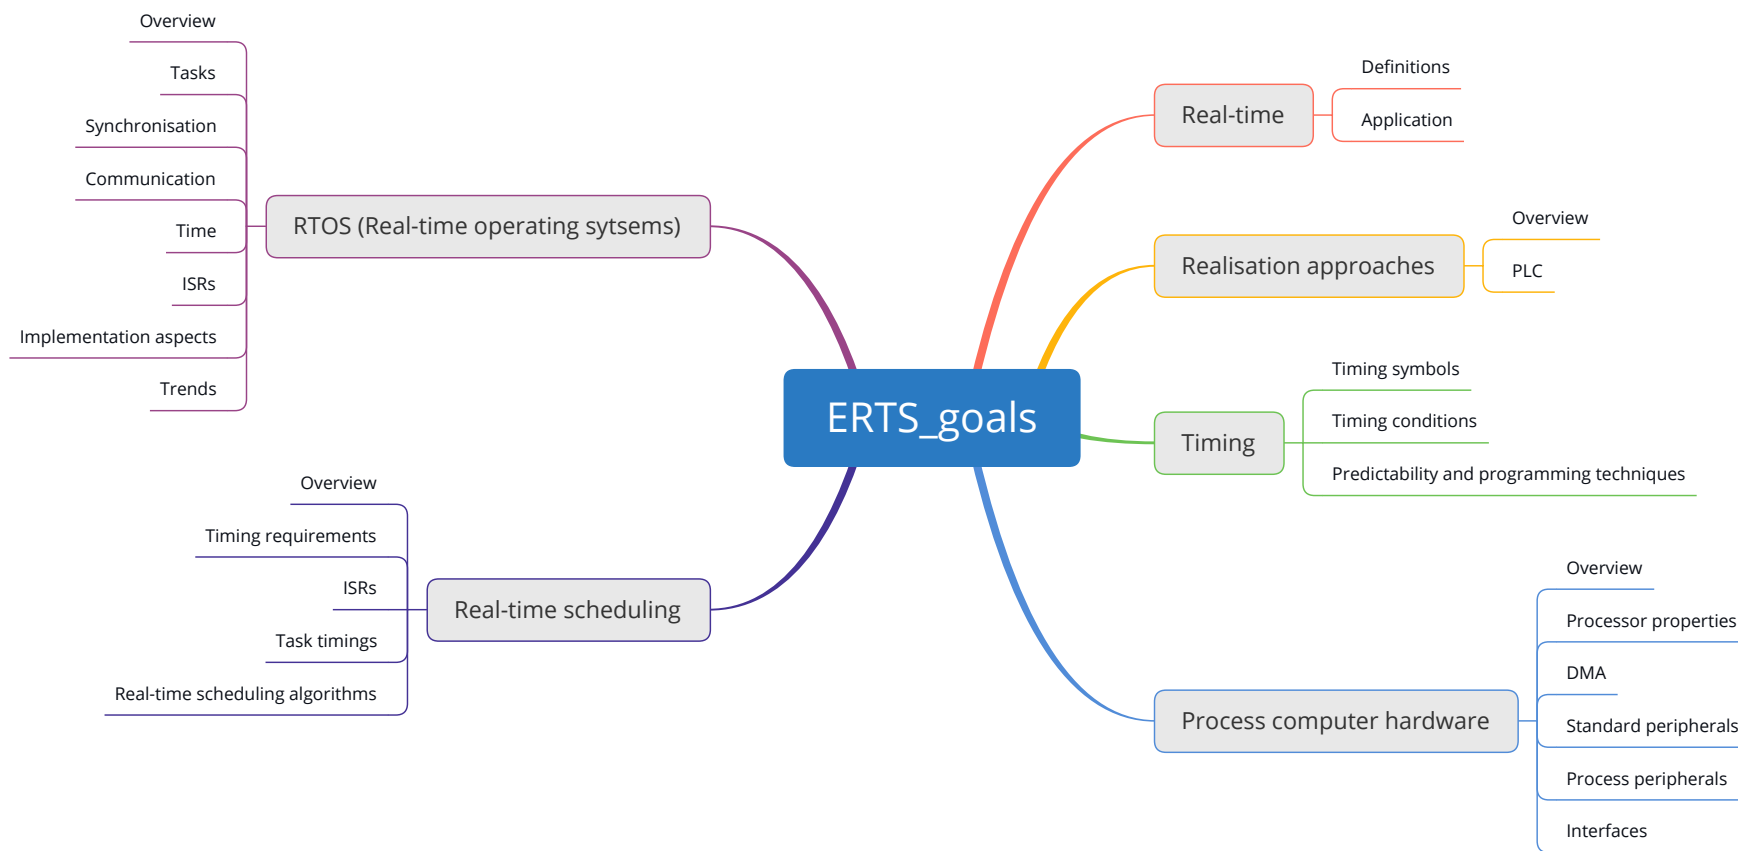 ERTS_goals
Real-time
Definitions
Application
Realisation approaches
Overview
PLC
Timing
Timing symbols
Timing conditions
Predictability and programming techniques
Process computer hardware
Overview
Processor properties
DMA
Standard peripherals
Process peripherals
Interfaces
RTOS (Real-time operating sytsems)
Overview
Tasks
Synchronisation
Communication
Time
ISRs
Implementation aspects
Trends
Real-time scheduling
Overview
Timing requirements
ISRs
Task timings
Real-time scheduling algorithms